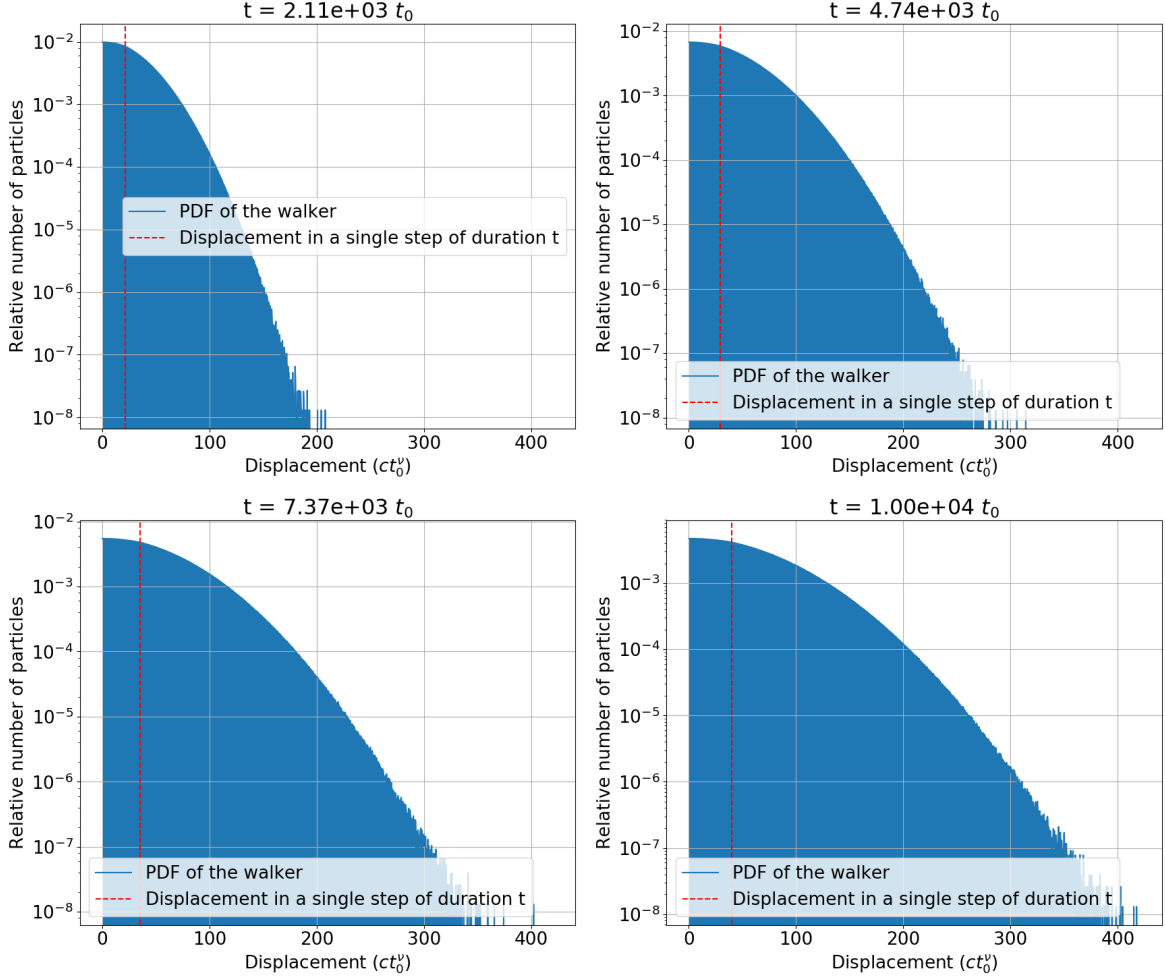 t = 2.11e+03 t₀
Relative number of particles
10⁻²
10⁻³
10⁻⁴
10⁻⁵
10⁻⁶
10⁻⁷
10⁻⁸
PDF of the walker
Displacement in a single step of duration t
0 100 200 300 400
Displacement (ct₀^ν)
t = 4.74e+03 t₀
Relative number of particles
10⁻²
10⁻³
10⁻⁴
10⁻⁵
10⁻⁶
10⁻⁷
10⁻⁸
PDF of the walker
Displacement in a single step of duration t
0 100 200 300 400
Displacement (ct₀^ν)
t = 7.37e+03 t₀
Relative number of particles
10⁻²
10⁻³
10⁻⁴
10⁻⁵
10⁻⁶
10⁻⁷
10⁻⁸
PDF of the walker
Displacement in a single step of duration t
0 100 200 300 400
Displacement (ct₀^ν)
t = 1.00e+04 t₀
Relative number of particles
10⁻³
10⁻⁴
10⁻⁵
10⁻⁶
10⁻⁷
10⁻⁸
PDF of the walker
Displacement in a single step of duration t
0 100 200 300 400
Displacement (ct₀^ν)